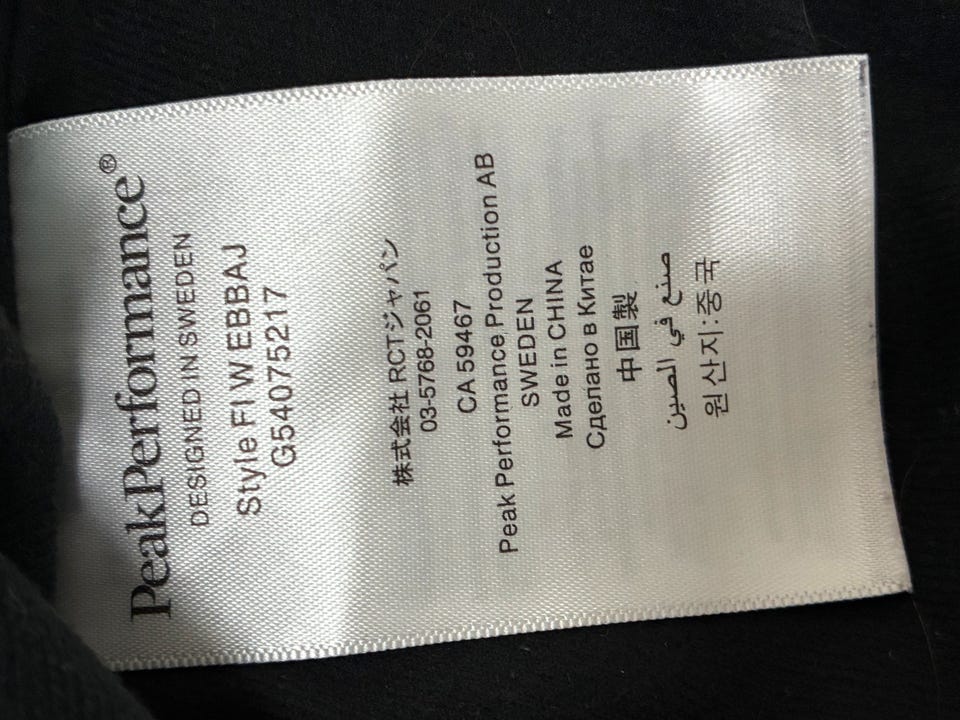 PeakPerformance®
DESIGNED IN SWEDEN
Style FI WEBBAJ
G54075217
株式会社 RCTジャパン
03-5768-2061
CA 59467
Peak Performance Production AB
SWEDEN
Made in CHINA
Сделано в Китае
中国製
صنع في الصين
원산지:중국